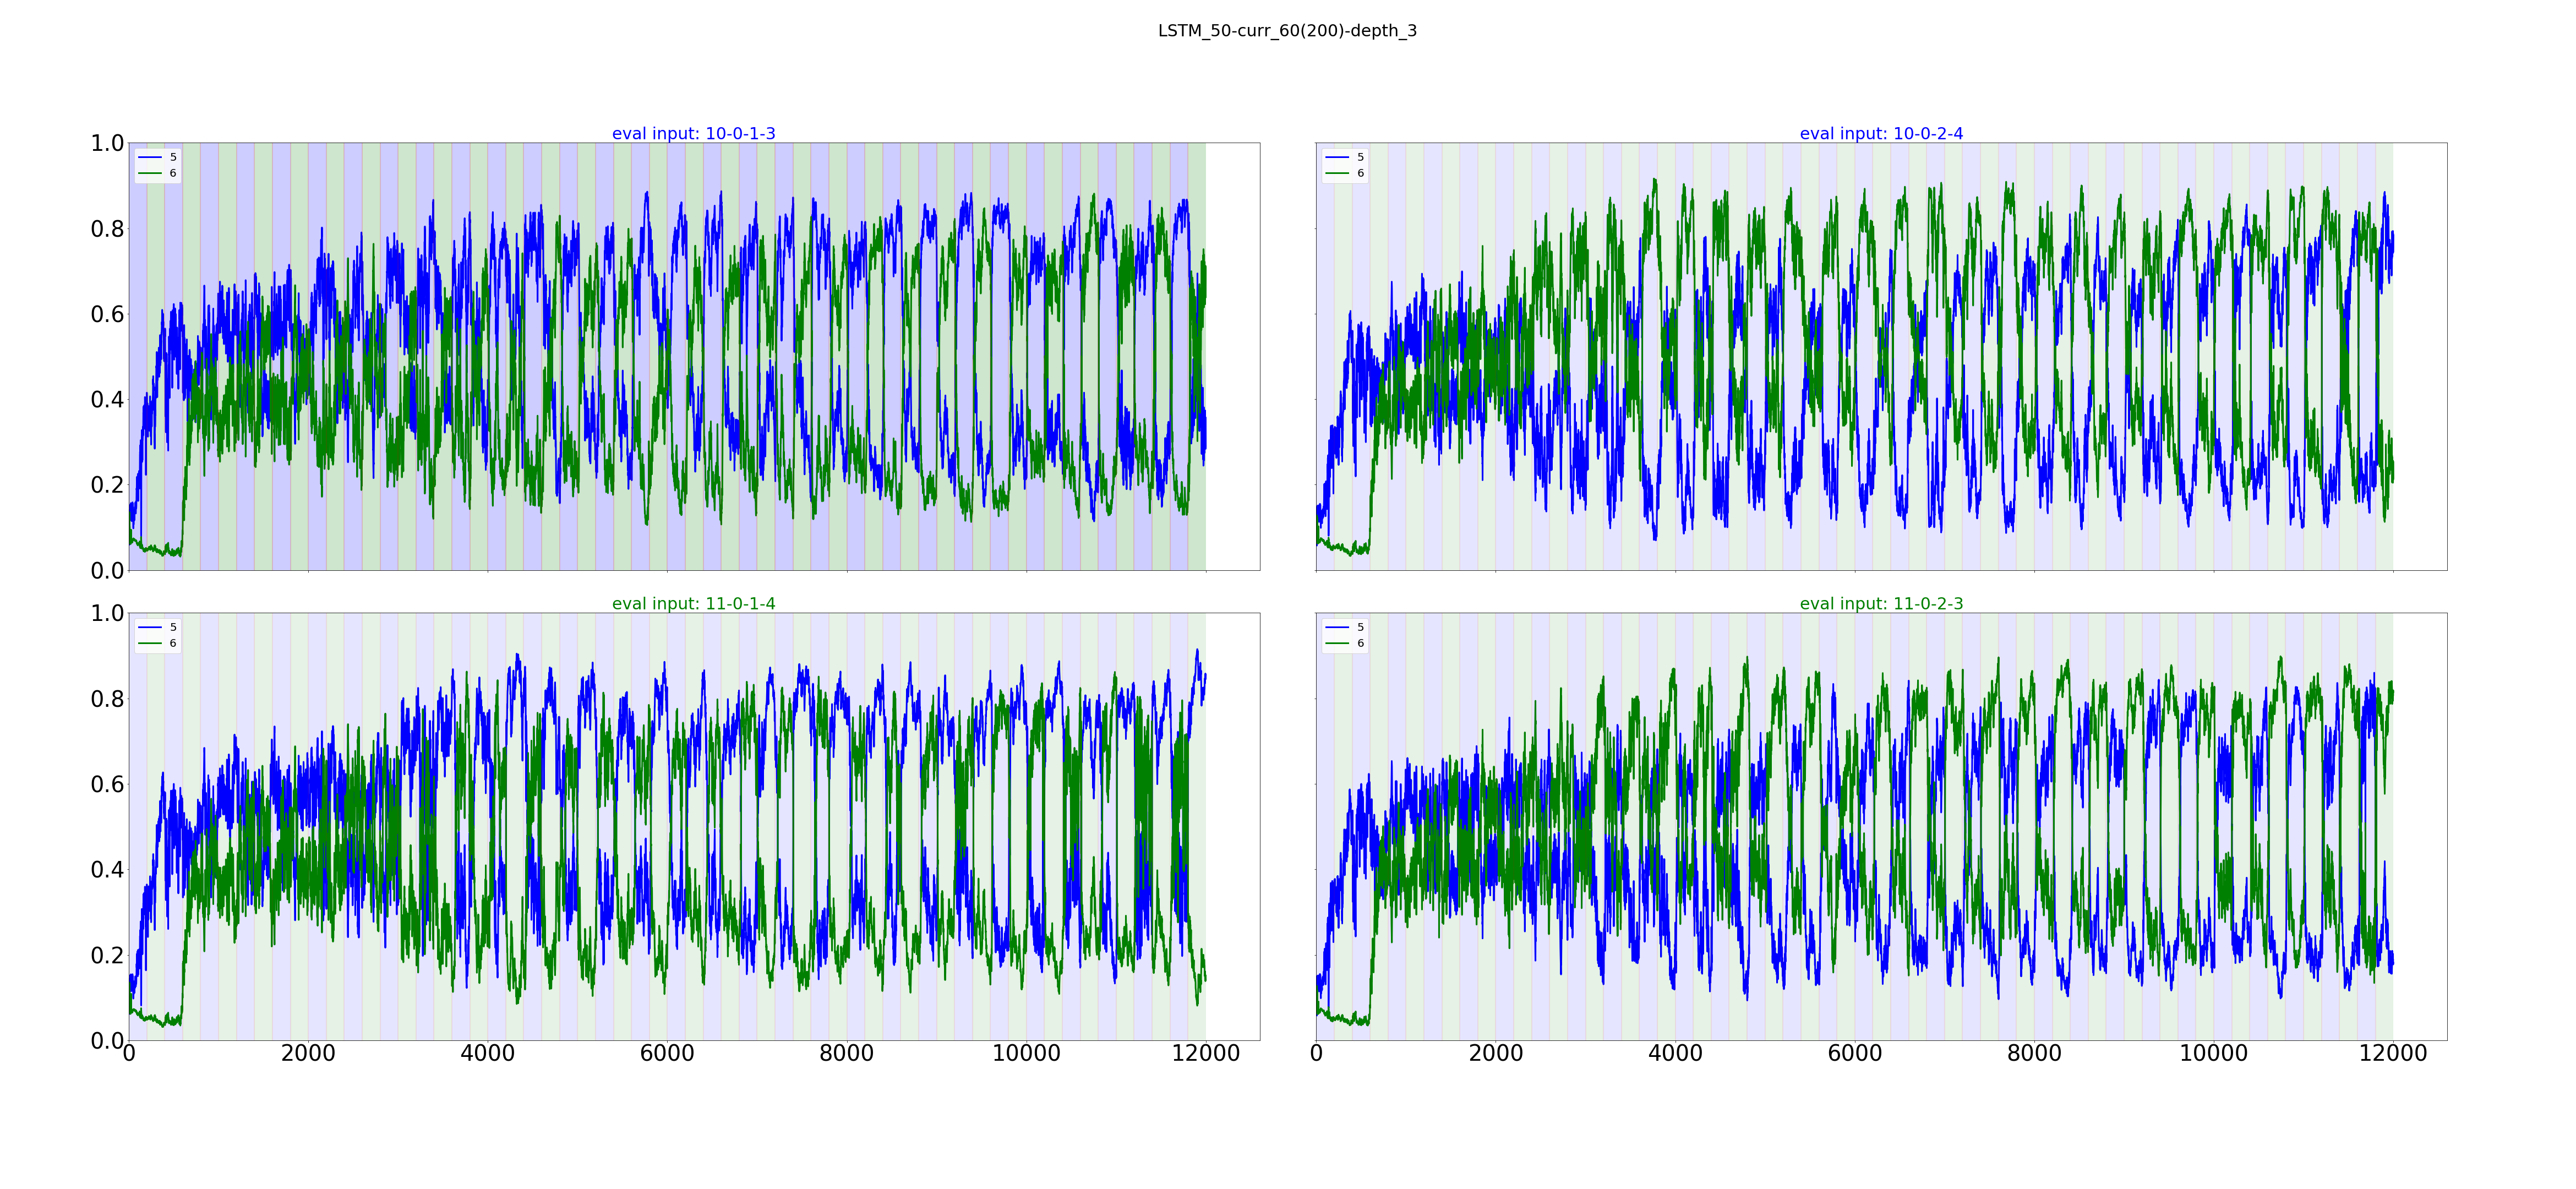 LSTM_50-curr_60(200)-depth_3
eval input: 10-0-1-3
1.0
0.8
0.6
0.4
0.2
0.0
5
6
eval input: 10-0-2-4
5
6
eval input: 11-0-1-4
1.0
0.8
0.6
0.4
0.2
0.0
5
6
0 2000 4000 6000 8000 10000 12000
eval input: 11-0-2-3
5
6
0 2000 4000 6000 8000 10000 12000